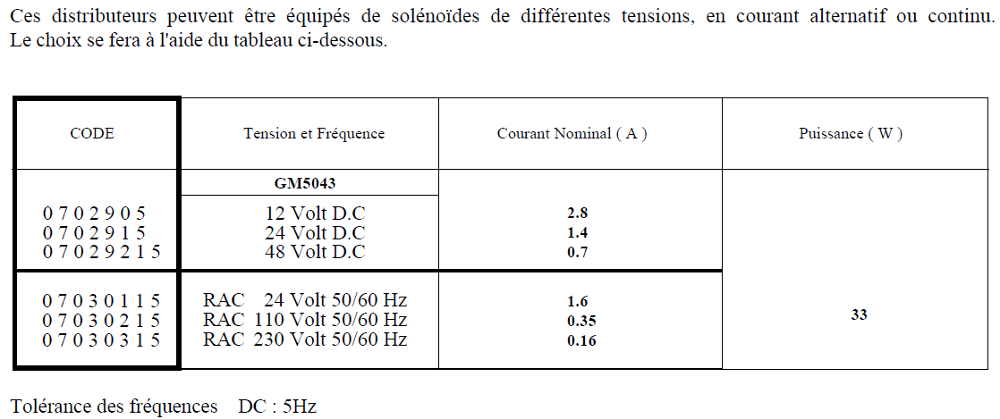 Ces distributeurs peuvent être équipés de solénoïdes de différentes tensions, en courant alternatif ou continu.
Le choix se fera à l'aide du tableau ci-dessous.
CODE Tension et Fréquence Courant Nominal ( A ) Puissance ( W )
GM5043
0 7 0 2 9 0 5 12 Volt D.C 2.8
0 7 0 2 9 1 5 24 Volt D.C 1.4
0 7 0 2 9 2 1 5 48 Volt D.C 0.7
0 7 0 3 0 1 1 5 RAC 24 Volt 50/60 Hz 1.6
33
0 7 0 3 0 2 1 5 RAC 110 Volt 50/60 Hz 0.35
0 7 0 3 0 3 1 5 RAC 230 Volt 50/60 Hz 0.16
Tolérance des fréquences DC : 5Hz